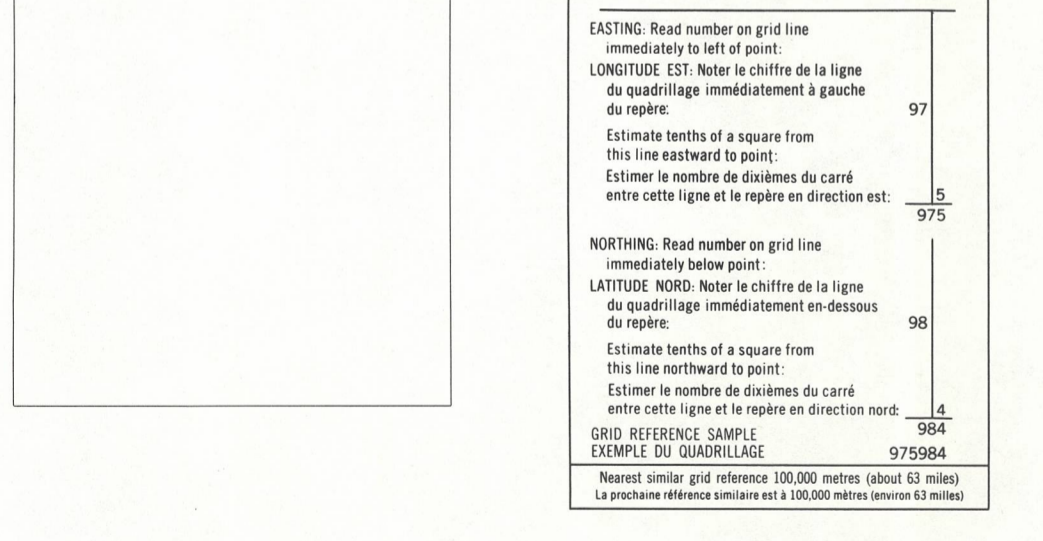 EASTING: Read number on grid line
immediately to left of point:
LONGITUDE EST: Noter le chiffre de la ligne
du quadrillage immédiatement à gauche
du repère: 97
Estimate tenths of a square from
this line eastward to point:
Estimer le nombre de dixièmes du carré
entre cette ligne et le repère en direction est: 5
975
NORTHING: Read number on grid line
immediately below point:
LATITUDE NORD: Noter le chiffre de la ligne
du quadrillage immédiatement en-dessous
du repère: 98
Estimate tenths of a square from
this line northward to point:
Estimer le nombre de dixièmes du carré
entre cette ligne et le repère en direction nord: 4
984
GRID REFERENCE SAMPLE
EXEMPLE DU QUADRILLAGE 975984
Nearest similar grid reference 100,000 metres (about 63 miles)
La prochaine référence similaire est à 100,000 mètres (environ 63 milles)